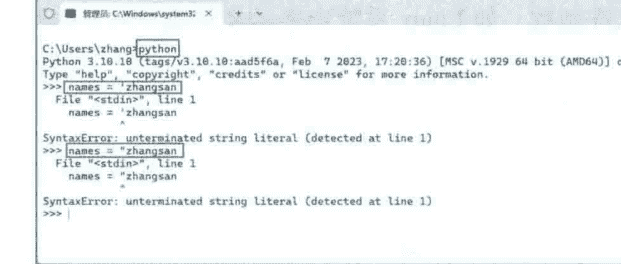 管理员: C:\Windows\system32
C:\Users\zhang>python
Python 3.10.10 (tags/v3.10.10:aad5f6a, Feb  7 2023, 17:20:36) [MSC v.1929 64 bit (AMD64)]
Type "help", "copyright", "credits" or "license" for more information.
>>> names = 'zhangsan
  File "<stdin>", line 1
    names = 'zhangsan
            ^
SyntaxError: unterminated string literal (detected at line 1)
>>> names = "zhangsan
  File "<stdin>", line 1
    names = "zhangsan
            ^
SyntaxError: unterminated string literal (detected at line 1)
>>>